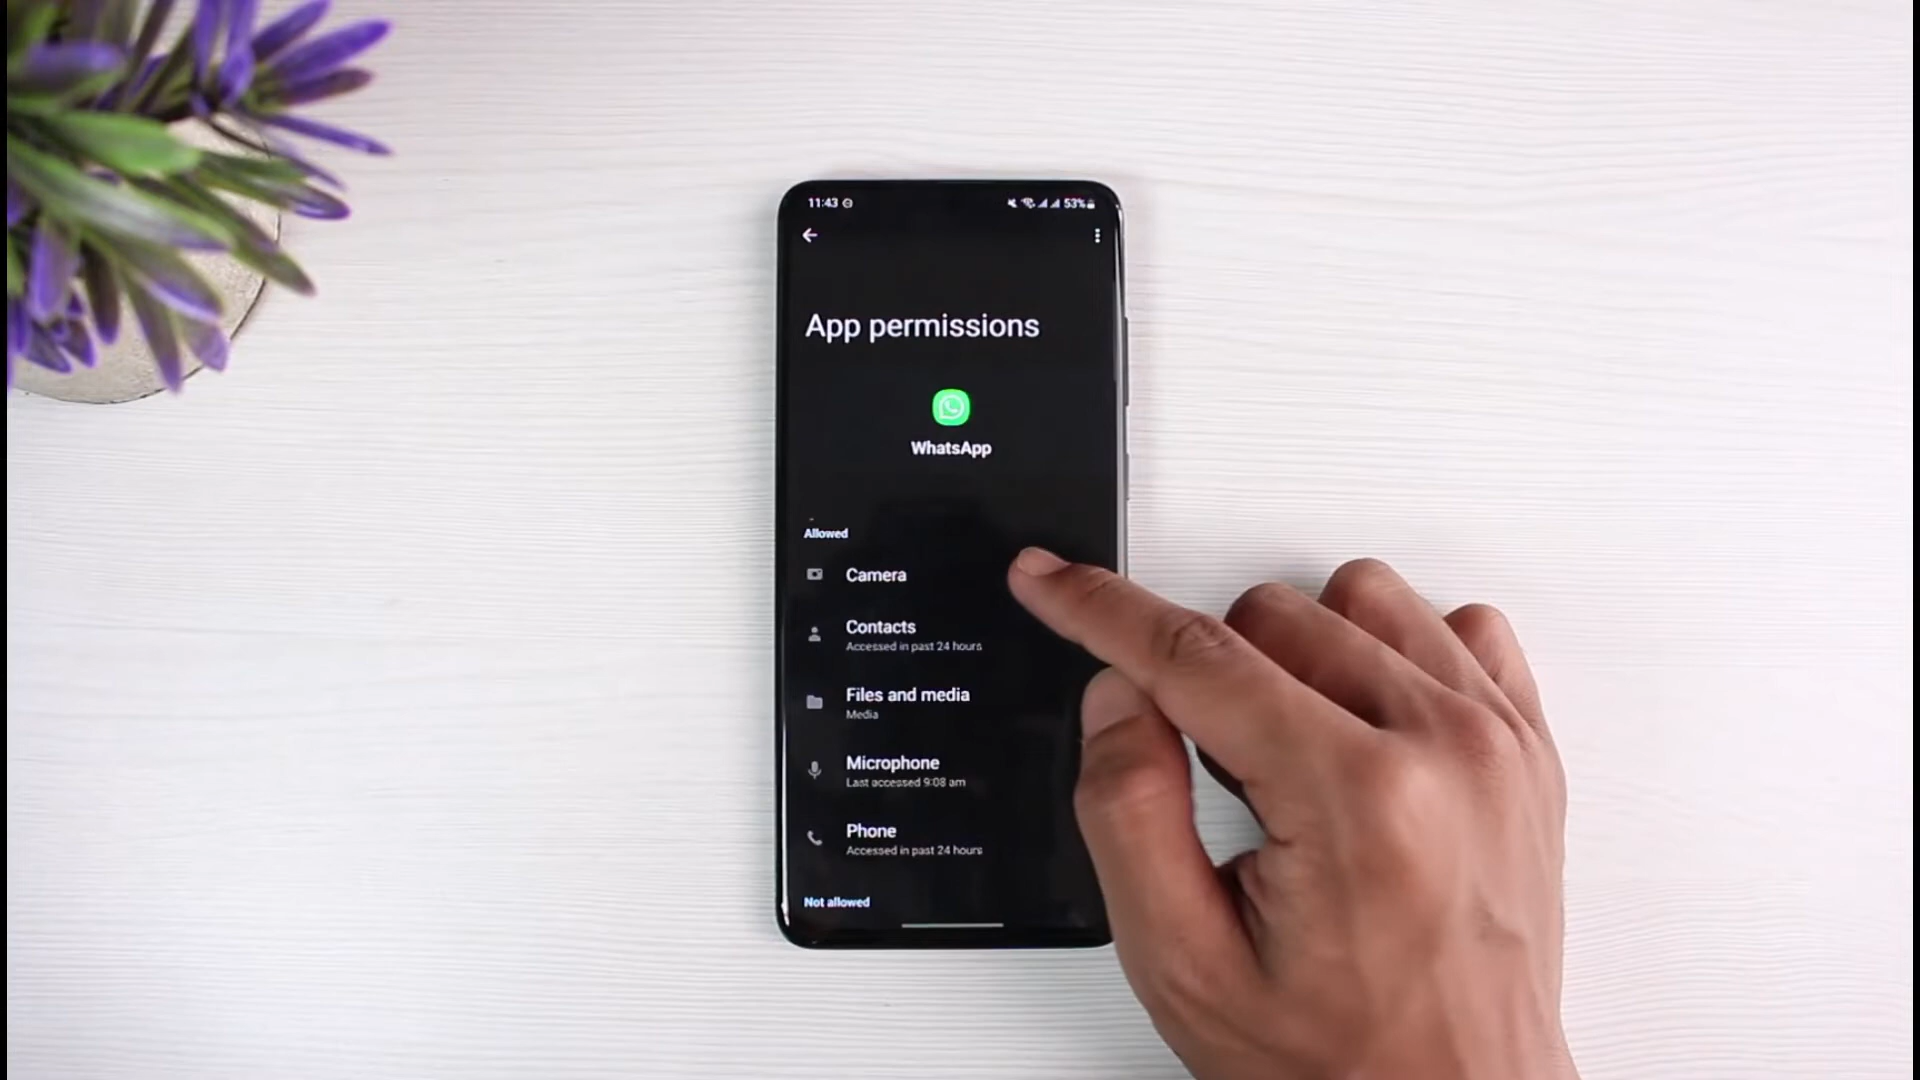 11:43 53%
App permissions
WhatsApp
Allowed
Camera
Contacts
Accessed in past 24 hours
Files and media
Media
Microphone
Last accessed 9:08 am
Phone
Accessed in past 24 hours
Not allowed